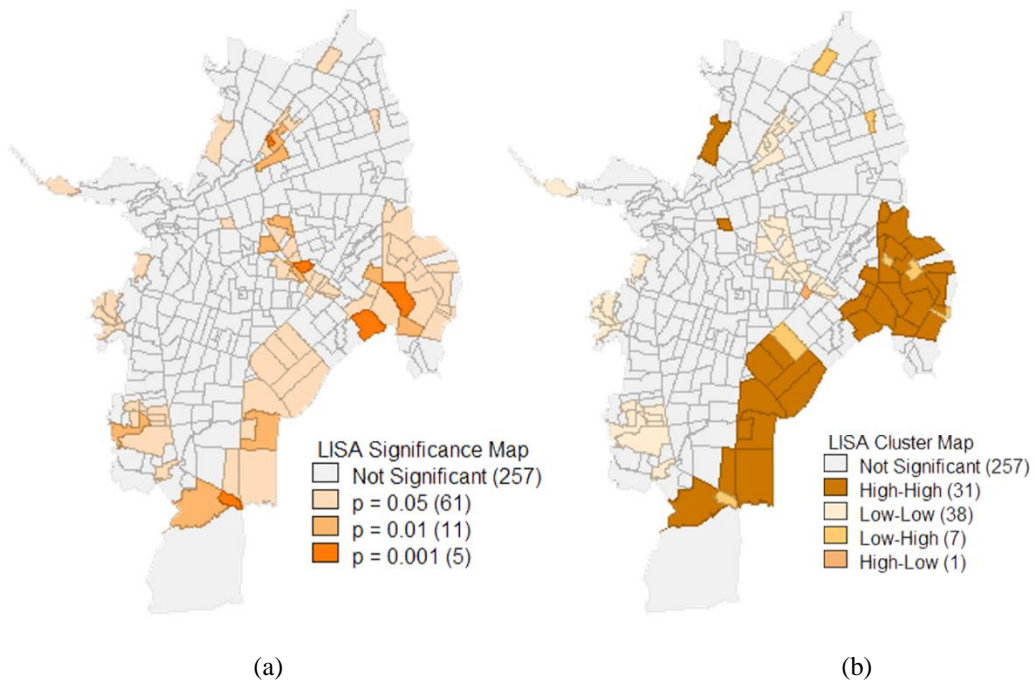 LISA Significance Map
Not Significant (257)
p = 0.05 (61)
p = 0.01 (11)
p = 0.001 (5)
LISA Cluster Map
Not Significant (257)
High-High (31)
Low-Low (38)
Low-High (7)
High-Low (1)
(a)
(b)